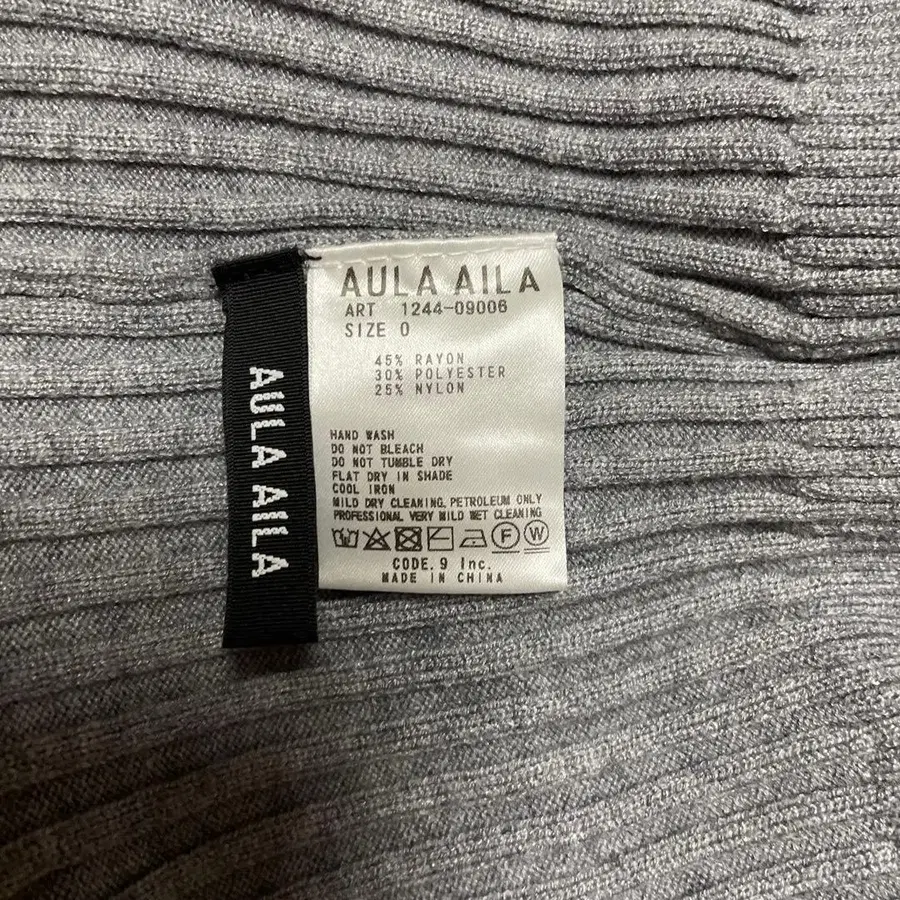 AULA AILA
AULA AILA
ART 1244-09006
SIZE 0
45% RAYON
30% POLYESTER
25% NYLON
HAND WASH
DO NOT BLEACH
DO NOT TUMBLE DRY
FLAT DRY IN SHADE
COOL IRON
MILD DRY CLEANING, PETROLEUM ONLY
PROFESSIONAL VERY MILD WET CLEANING
F W
CODE.9 Inc.
MADE IN CHINA